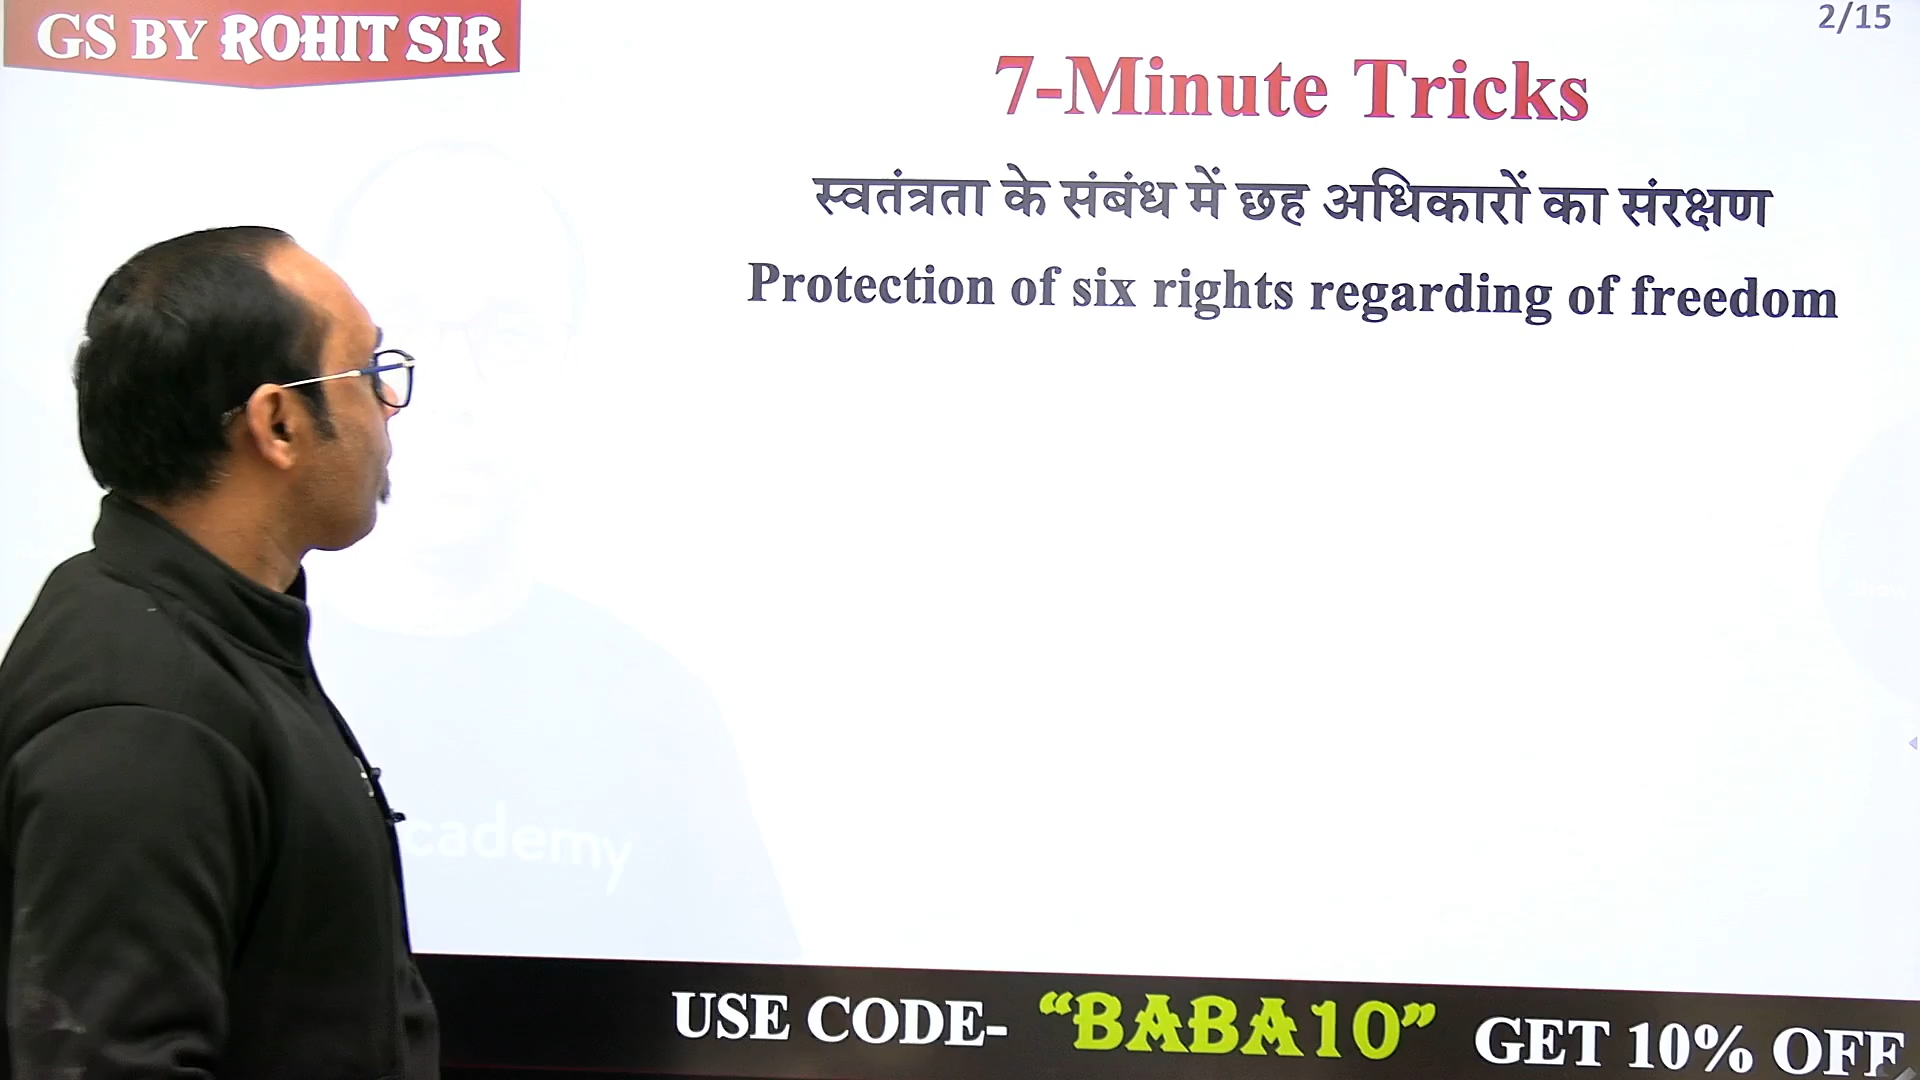 GS BY ROHIT SIR
2/15
7-Minute Tricks
स्वतंत्रता के संबंध में छह अधिकारों का संरक्षण
Protection of six rights regarding of freedom
cademy
USE CODE- “BABA10” GET 10% OFF